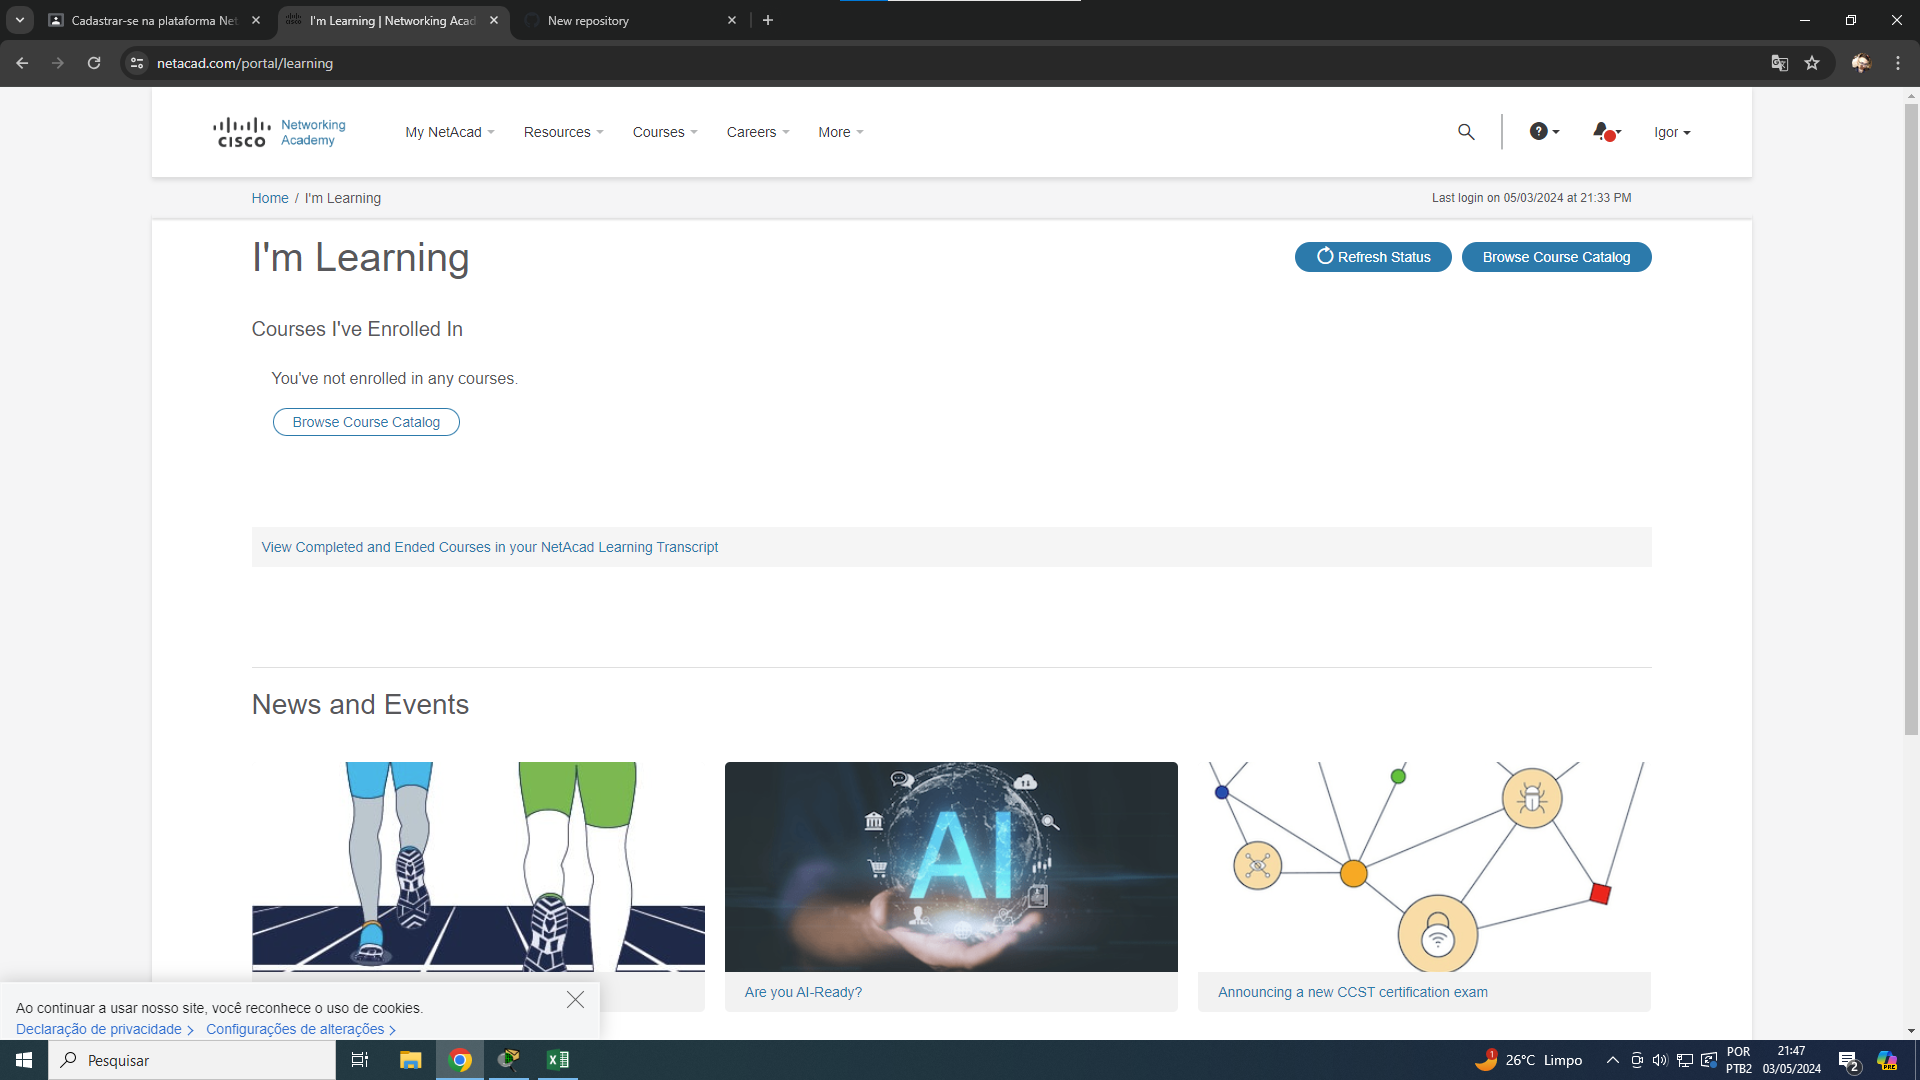 Cadastrar-se na plataforma Net
I'm Learning | Networking Acad
New repository
netacad.com/portal/learning
CISCO
Networking
Academy
My NetAcad
Resources
Courses
Careers
More
Igor
Home / I'm Learning
Last login on 05/03/2024 at 21:33 PM
I'm Learning
Refresh Status
Browse Course Catalog
Courses I've Enrolled In
You've not enrolled in any courses.
Browse Course Catalog
View Completed and Ended Courses in your NetAcad Learning Transcript
News and Events
AI
Are you AI-Ready?
Announcing a new CCST certification exam
Ao continuar a usar nosso site, você reconhece o uso de cookies.
Declaração de privacidade
Configurações de alterações
Pesquisar
1
26°C Limpo
POR
PTB2
21:47
03/05/2024
2
PRE